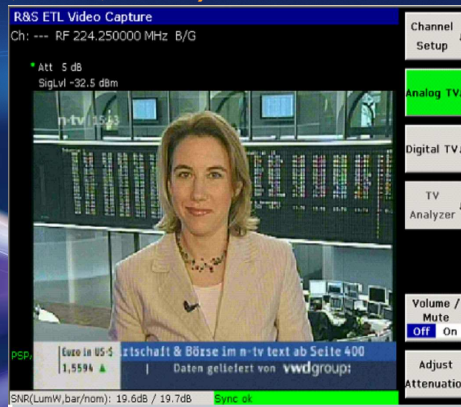 R&S ETL Video Capture
Ch: --- RF 224.250000 MHz B/G
Att 5 dB
SigLvl -32.5 dBm
n-tv
Euro in US-$ rtschaft & Börse im n-tv text ab Seite 400
1,5594 ▲ | Daten geliefert von vwdgroup:
PSP
SNR(LumW,bar/nom): 19.6dB / 19.7dB Sync ok
Channel
Setup
Analog TV
Digital TV
TV
Analyzer
Volume /
Mute
Off On
Adjust
Attenuatio